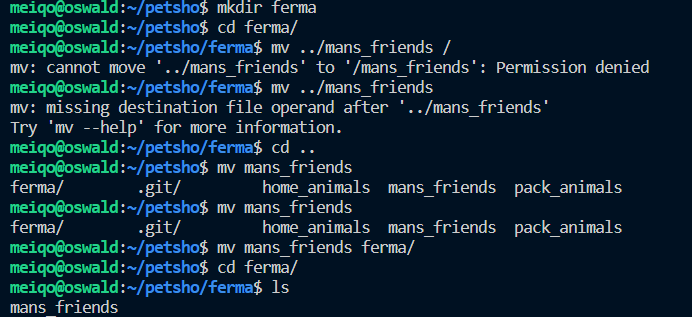 meiqo@oswald:~/petsho$ mkdir ferma
meiqo@oswald:~/petsho$ cd ferma/
meiqo@oswald:~/petsho/ferma$ mv ../mans_friends /
mv: cannot move '../mans_friends' to '/mans_friends': Permission denied
meiqo@oswald:~/petsho/ferma$ mv ../mans_friends
mv: missing destination file operand after '../mans_friends'
Try 'mv --help' for more information.
meiqo@oswald:~/petsho/ferma$ cd ..
meiqo@oswald:~/petsho$ mv mans_friends
ferma/        .git/         home_animals  mans_friends  pack_animals
meiqo@oswald:~/petsho$ mv mans_friends
ferma/        .git/         home_animals  mans_friends  pack_animals
meiqo@oswald:~/petsho$ mv mans_friends ferma/
meiqo@oswald:~/petsho$ cd ferma/
meiqo@oswald:~/petsho/ferma$ ls
mans_friends